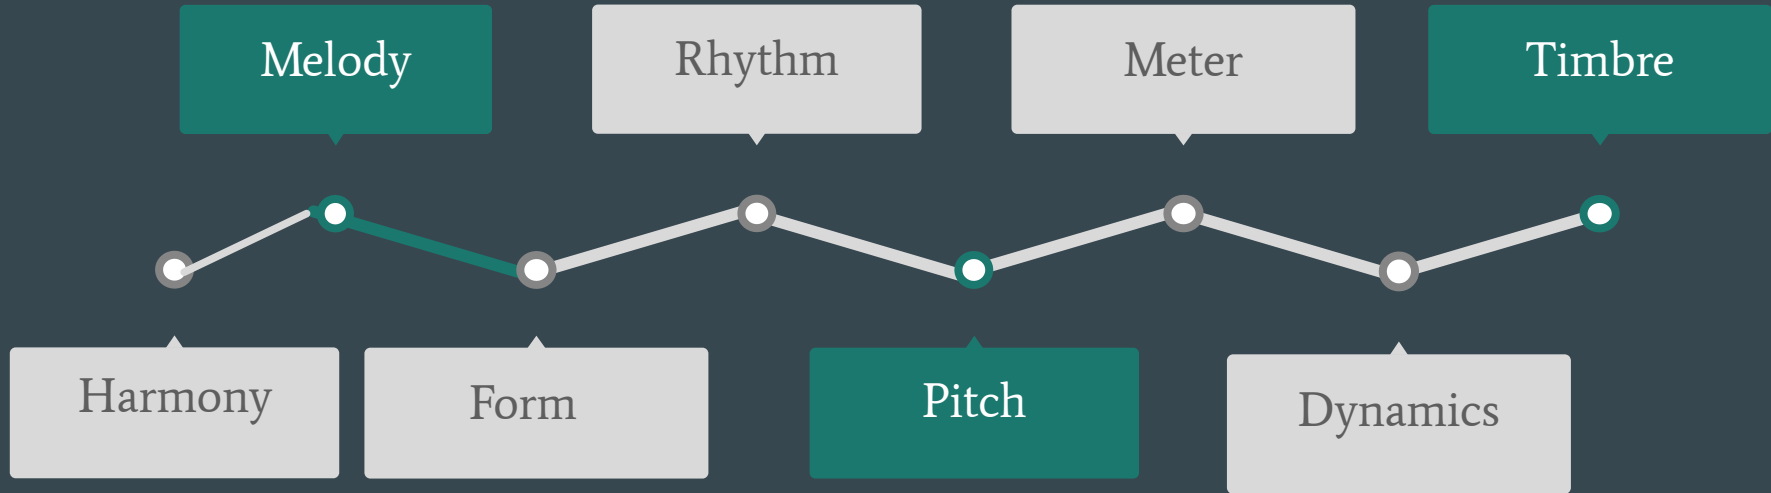 Melody
Rhythm
Meter
Timbre
Harmony
Form
Pitch
Dynamics